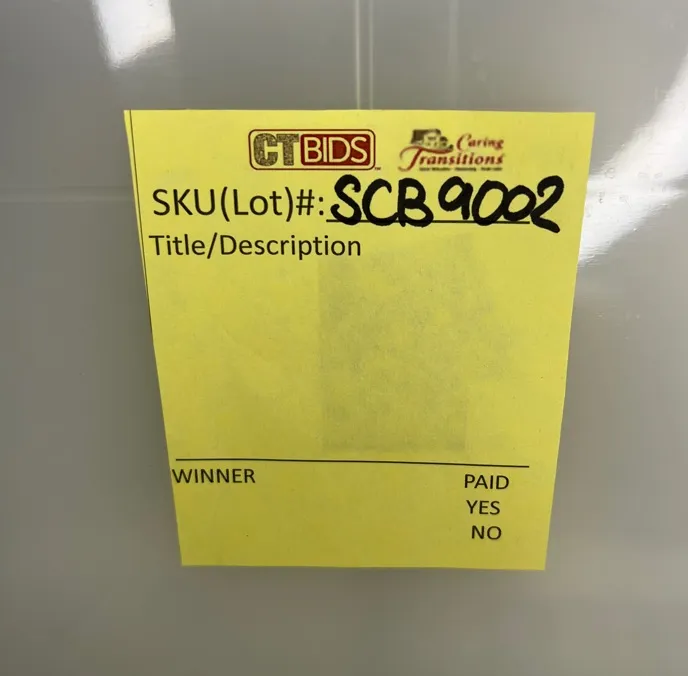 CTBIDS
Caring
Transitions
SKU(Lot)#: SCB9002
Title/Description
WINNER
PAID
YES
NO